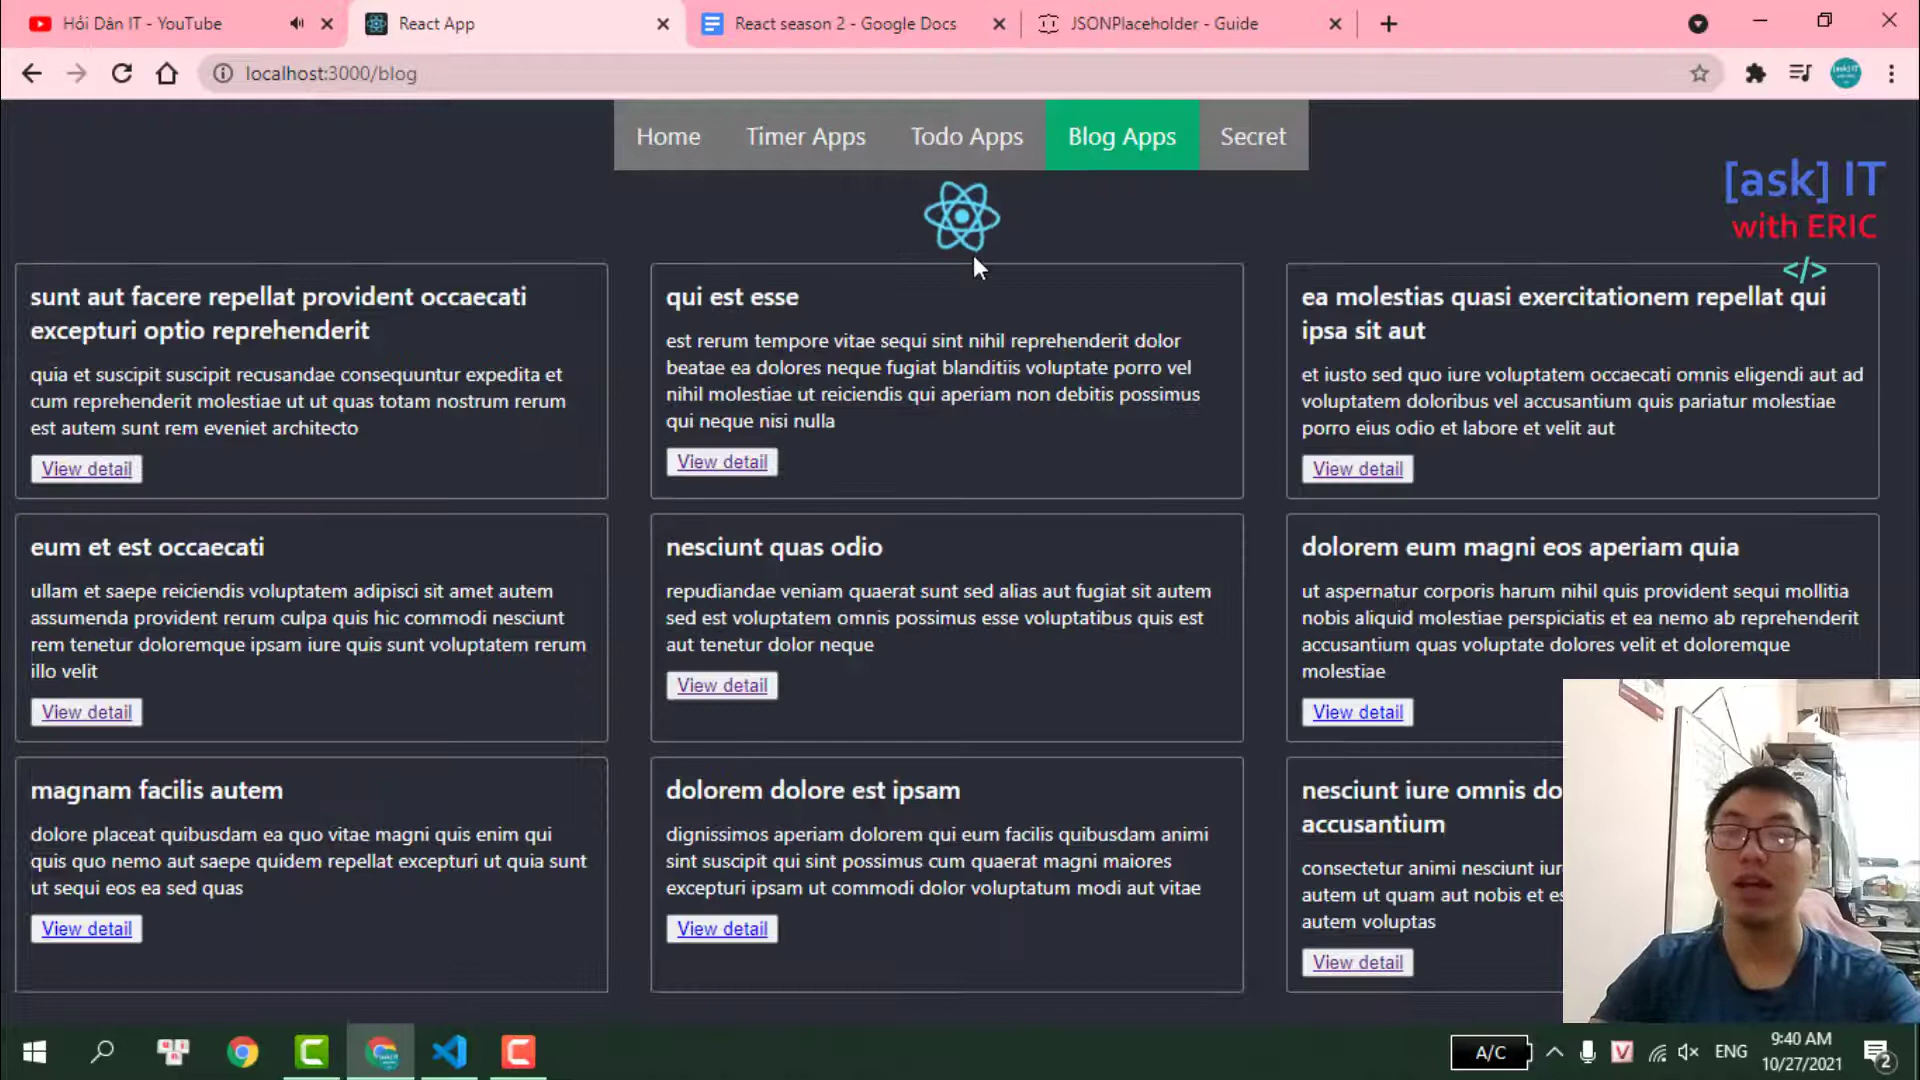 Hỏi Dân IT - YouTube
React App
React season 2 - Google Docs
JSONPlaceholder - Guide
localhost:3000/blog
Home
Timer Apps
Todo Apps
Blog Apps
Secret
[ask] IT
with ERIC
</>
sunt aut facere repellat provident occaecati
excepturi optio reprehenderit
quia et suscipit suscipit recusandae consequuntur expedita et
cum reprehenderit molestiae ut ut quas totam nostrum rerum
est autem sunt rem eveniet architecto
View detail
qui est esse
est rerum tempore vitae sequi sint nihil reprehenderit dolor
beatae ea dolores neque fugiat blanditiis voluptate porro vel
nihil molestiae ut reiciendis qui aperiam non debitis possimus
qui neque nisi nulla
View detail
ea molestias quasi exercitationem repellat qui
ipsa sit aut
et iusto sed quo iure voluptatem occaecati omnis eligendi aut ad
voluptatem doloribus vel accusantium quis pariatur molestiae
porro eius odio et labore et velit aut
View detail
eum et est occaecati
ullam et saepe reiciendis voluptatem adipisci sit amet autem
assumenda provident rerum culpa quis hic commodi nesciunt
rem tenetur doloremque ipsam iure quis sunt voluptatem rerum
illo velit
View detail
nesciunt quas odio
repudiandae veniam quaerat sunt sed alias aut fugiat sit autem
sed est voluptatem omnis possimus esse voluptatibus quis est
aut tenetur dolor neque
View detail
dolorem eum magni eos aperiam quia
ut aspernatur corporis harum nihil quis provident sequi mollitia
nobis aliquid molestiae perspiciatis et ea nemo ab reprehenderit
accusantium quas voluptate dolores velit et doloremque
molestiae
View detail
magnam facilis autem
dolore placeat quibusdam ea quo vitae magni quis enim qui
quis quo nemo aut saepe quidem repellat excepturi ut quia sunt
ut sequi eos ea sed quas
View detail
dolorem dolore est ipsam
dignissimos aperiam dolorem qui eum facilis quibusdam animi
sint suscipit qui sint possimus cum quaerat magni maiores
excepturi ipsam ut commodi dolor voluptatum modi aut vitae
View detail
nesciunt iure omnis do
accusantium
consectetur animi nesciunt iur
autem ut quam aut nobis et es
autem voluptas
View detail
A/C
ENG
9:40 AM
10/27/2021
2